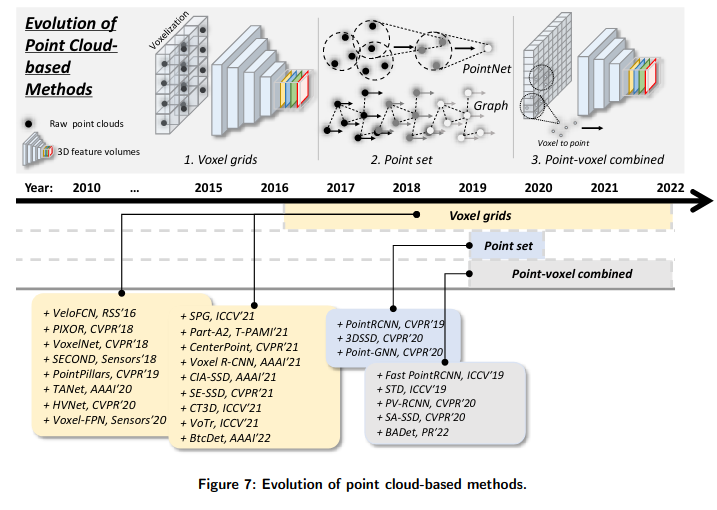 Evolution of
Point Cloud-
based
Methods
Raw point clouds
3D feature volumes
Voxelization
1. Voxel grids
PointNet
Graph
2. Point set
Voxel to point
3. Point-voxel combined
Year: 2010 ... 2015 2016 2017 2018 2019 2020 2021 2022
Voxel grids
Point set
Point-voxel combined
+ VeloFCN, RSS'16
+ PIXOR, CVPR'18
+ VoxelNet, CVPR'18
+ SECOND, Sensors'18
+ PointPillars, CVPR'19
+ TANet, AAAI'20
+ HVNet, CVPR'20
+ Voxel-FPN, Sensors'20
+ SPG, ICCV'21
+ Part-A2, T-PAMI'21
+ CenterPoint, CVPR'21
+ Voxel R-CNN, AAAI'21
+ CIA-SSD, AAAI'21
+ SE-SSD, CVPR'21
+ CT3D, ICCV'21
+ VoTr, ICCV'21
+ BtcDet, AAAI'22
+ PointRCNN, CVPR'19
+ 3DSSD, CVPR'20
+ Point-GNN, CVPR'20
+ Fast PointRCNN, ICCV'19
+ STD, ICCV'19
+ PV-RCNN, CVPR'20
+ SA-SSD, CVPR'20
+ BADet, PR'22
Figure 7: Evolution of point cloud-based methods.